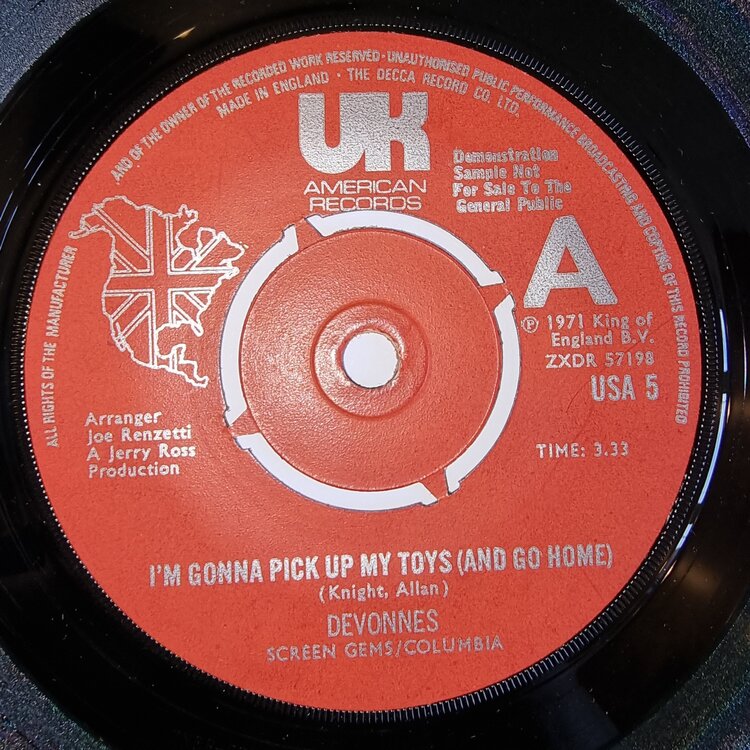 ALL RIGHTS OF THE MANUFACTURER AND OF THE OWNER OF THE RECORDED WORK RESERVED · UNAUTHORISED PUBLIC PERFORMANCE BROADCASTING AND COPYING OF THIS RECORD PROHIBITED
MADE IN ENGLAND · THE DECCA RECORD CO. LTD.
UK
AMERICAN
RECORDS
Demonstration
Sample Not
For Sale To The
General Public
A
℗ 1971 King of
England B.V.
ZXDR 57198
USA 5
Arranger
Joe Renzetti
A Jerry Ross
Production
TIME: 3.33
I'M GONNA PICK UP MY TOYS (AND GO HOME)
(Knight, Allan)
DEVONNES
SCREEN GEMS/COLUMBIA